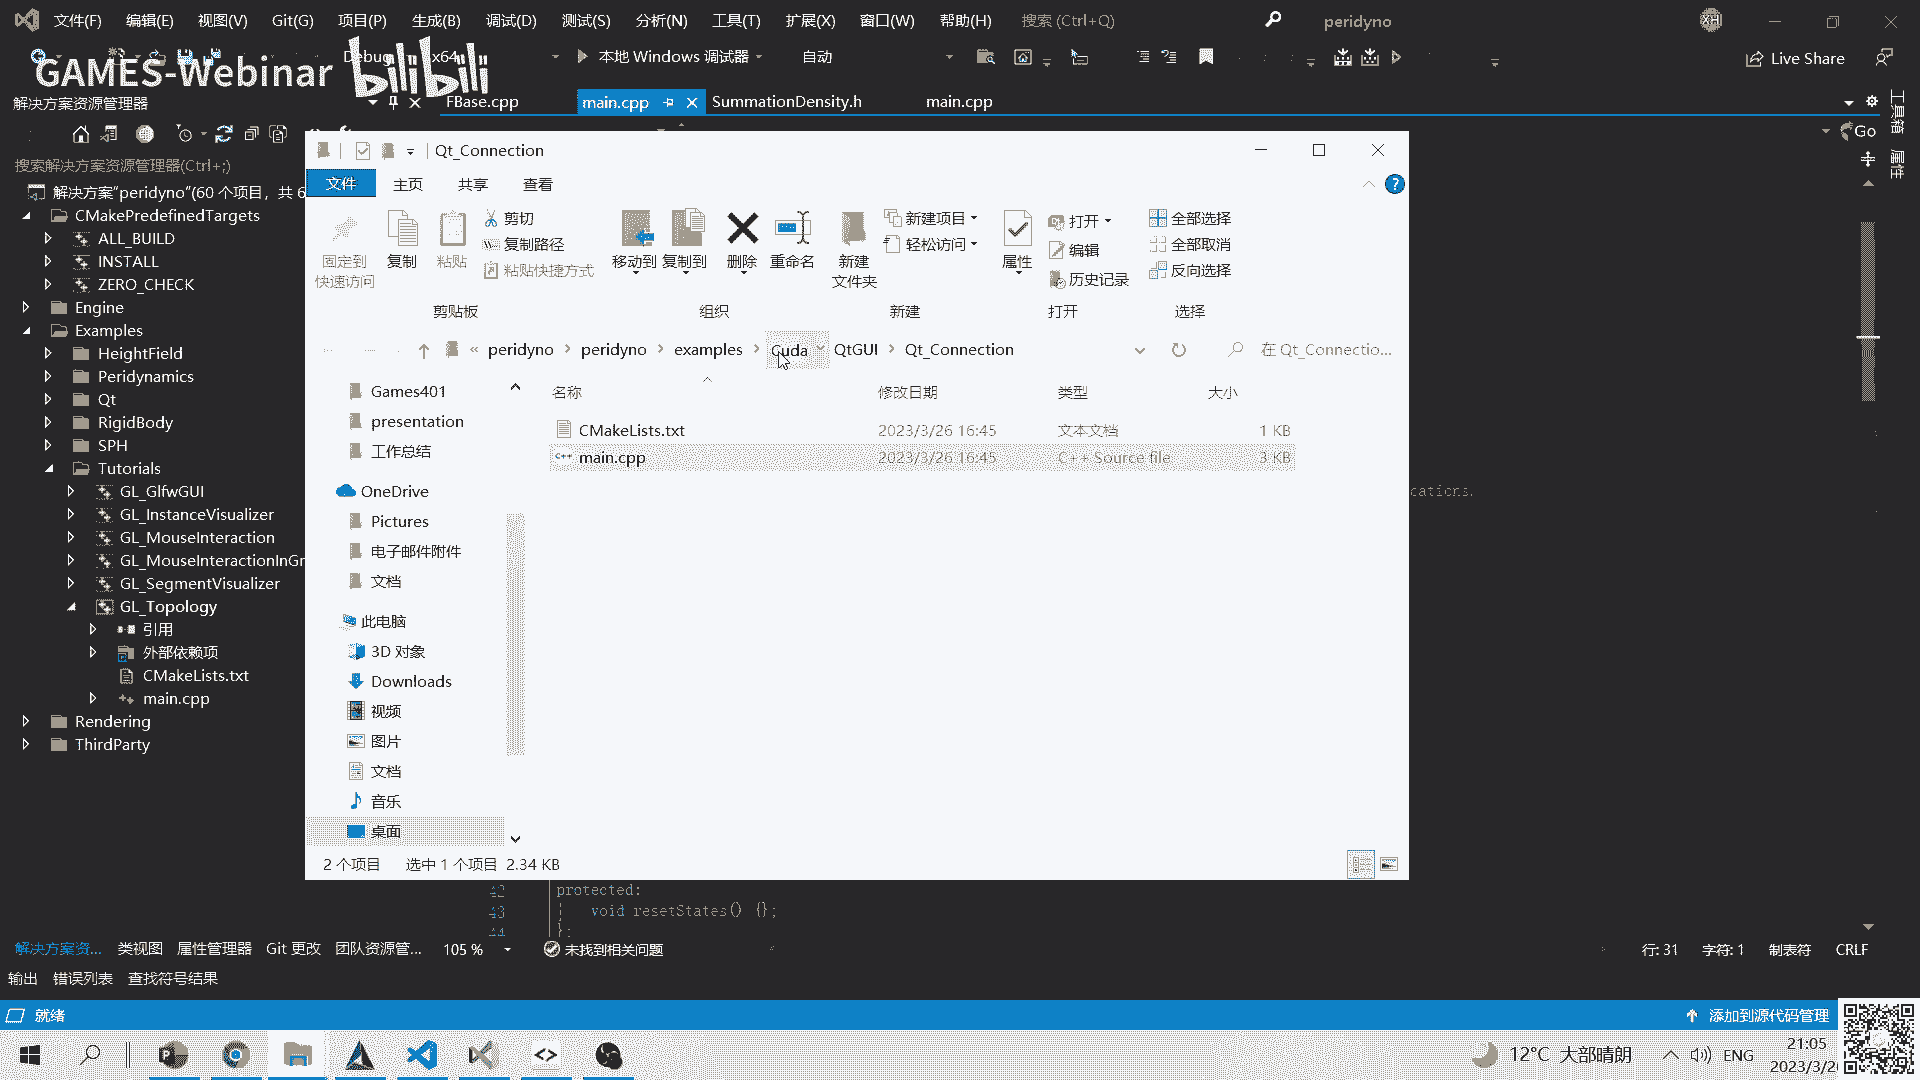 文件(F) 编辑(E) 视图(V) Git(G) 项目(P) 生成(B) 调试(D) 测试(S) 分析(N) 工具(T) 扩展(X) 窗口(W) 帮助(H) 搜索 (Ctrl+Q) peridyno XH
Debug x64 本地 Windows 调试器 自动 Live Share
GAMES-Webinar bilibili
解决方案资源管理器 FBase.cpp main.cpp SummationDensity.h main.cpp
工具箱
属性
Go
搜索解决方案资源管理器(Ctrl+;)
解决方案"peridyno"(60 个项目，共 6
CMakePredefinedTargets
ALL_BUILD
INSTALL
ZERO_CHECK
Engine
Examples
HeightField
Peridynamics
Qt
RigidBody
SPH
Tutorials
GL_GlfwGUI
GL_InstanceVisualizer
GL_MouseInteraction
GL_MouseInteractionInGr
GL_SegmentVisualizer
GL_Topology
引用
外部依赖项
CMakeLists.txt
main.cpp
Rendering
ThirdParty
Qt_Connection
文件 主页 共享 查看
固定到
快速访问
复制
粘贴
剪切
复制路径
粘贴快捷方式
移动到 复制到 删除 重命名
新建
文件夹
新建项目
轻松访问
属性
打开
编辑
历史记录
全部选择
全部取消
反向选择
剪贴板 组织 新建 打开 选择
« peridyno › peridyno › examples › Cuda QtGUI › Qt_Connection 在 Qt_Connectio...
名称 修改日期 类型 大小
CMakeLists.txt 2023/3/26 16:45 文本文档 1 KB
main.cpp 2023/3/26 16:45 C++ Source file 3 KB
Games401
presentation
工作总结
OneDrive
Pictures
电子邮件附件
文档
此电脑
3D 对象
Downloads
视频
图片
文档
音乐
桌面
2 个项目 选中 1 个项目 2.34 KB
cations.
42 protected:
43 void resetStates() {};
44 };
解决方案资... 类视图 属性管理器 Git 更改 团队资源管... 105 % 未找到相关问题 行: 31 字符: 1 制表符 CRLF
输出 错误列表 查找符号结果
就绪 添加到源代码管理
12°C 大部晴朗 ENG 21:05
2023/3/2